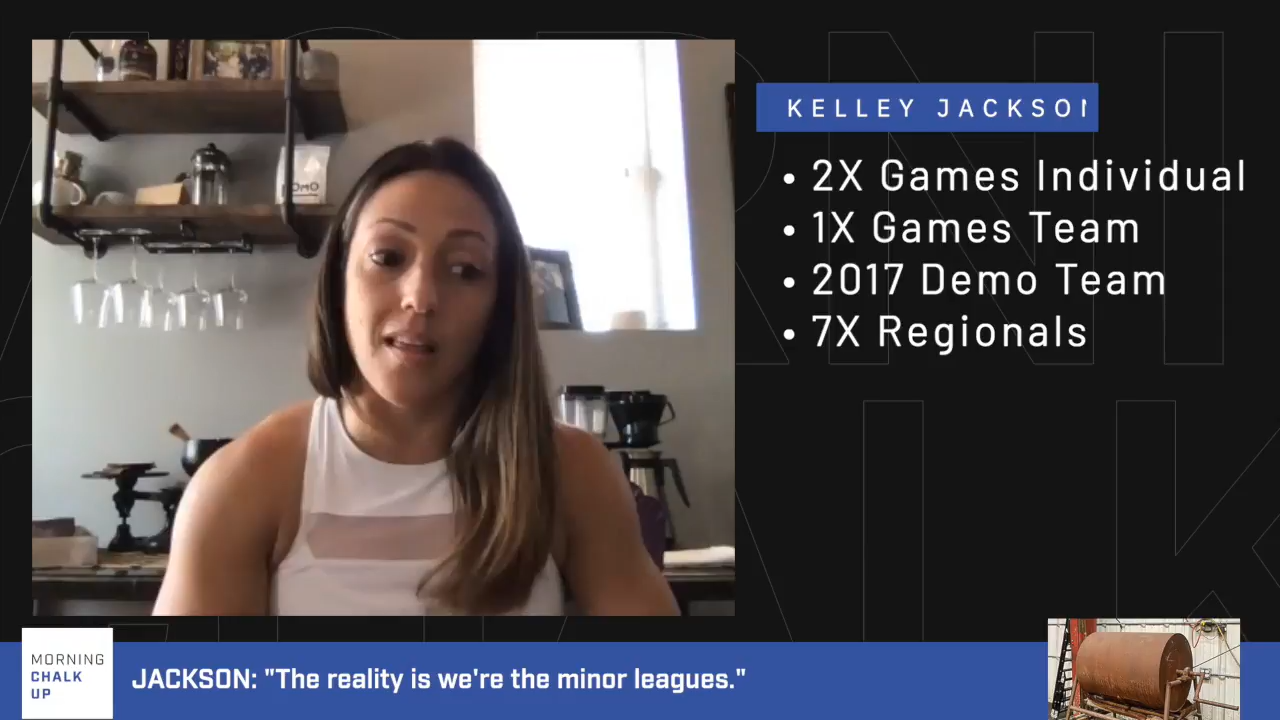 KELLEY JACKSON
• 2X Games Individual
• 1X Games Team
• 2017 Demo Team
• 7X Regionals
MORNING
CHALK
UP
JACKSON: "The reality is we're the minor leagues."